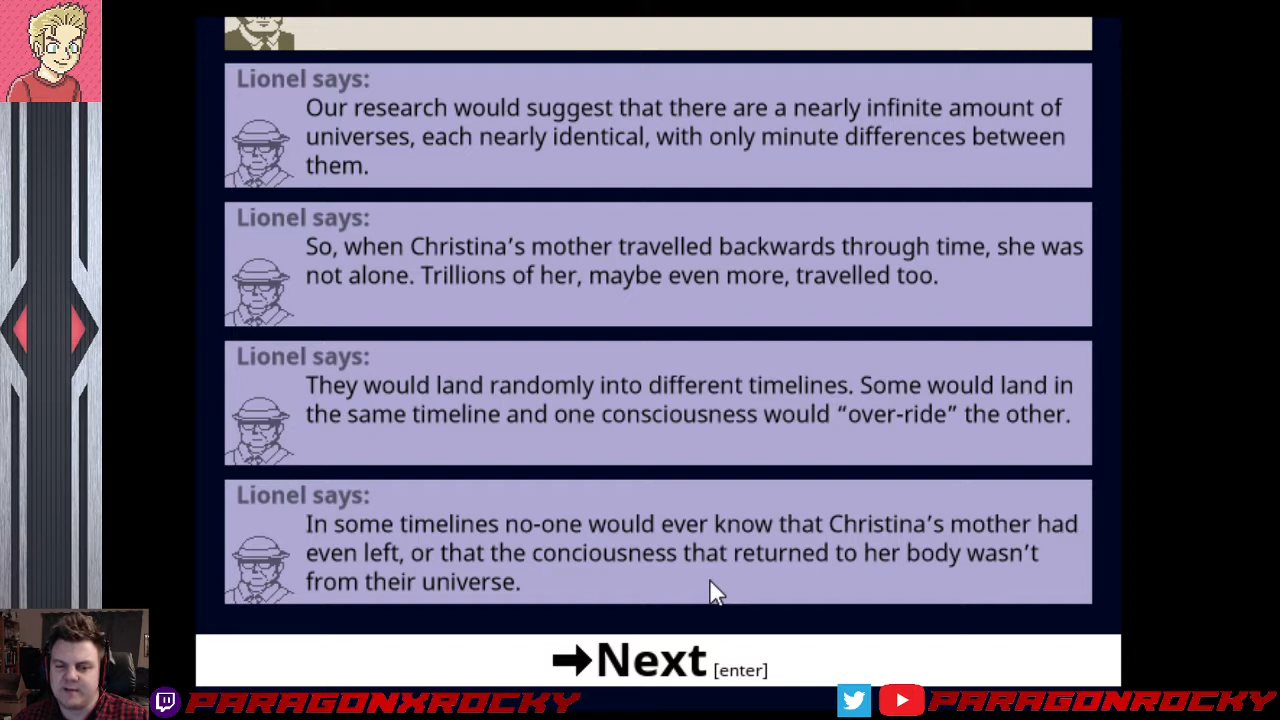 Lionel says:
Our research would suggest that there are a nearly infinite amount of
universes, each nearly identical, with only minute differences between
them.
Lionel says:
So, when Christina’s mother travelled backwards through time, she was
not alone. Trillions of her, maybe even more, travelled too.
Lionel says:
They would land randomly into different timelines. Some would land in
the same timeline and one consciousness would “over-ride” the other.
Lionel says:
In some timelines no-one would ever know that Christina’s mother had
even left, or that the conciousness that returned to her body wasn’t
from their universe.
Next [enter]
PARAGONXROCKY
PARAGONROCKY